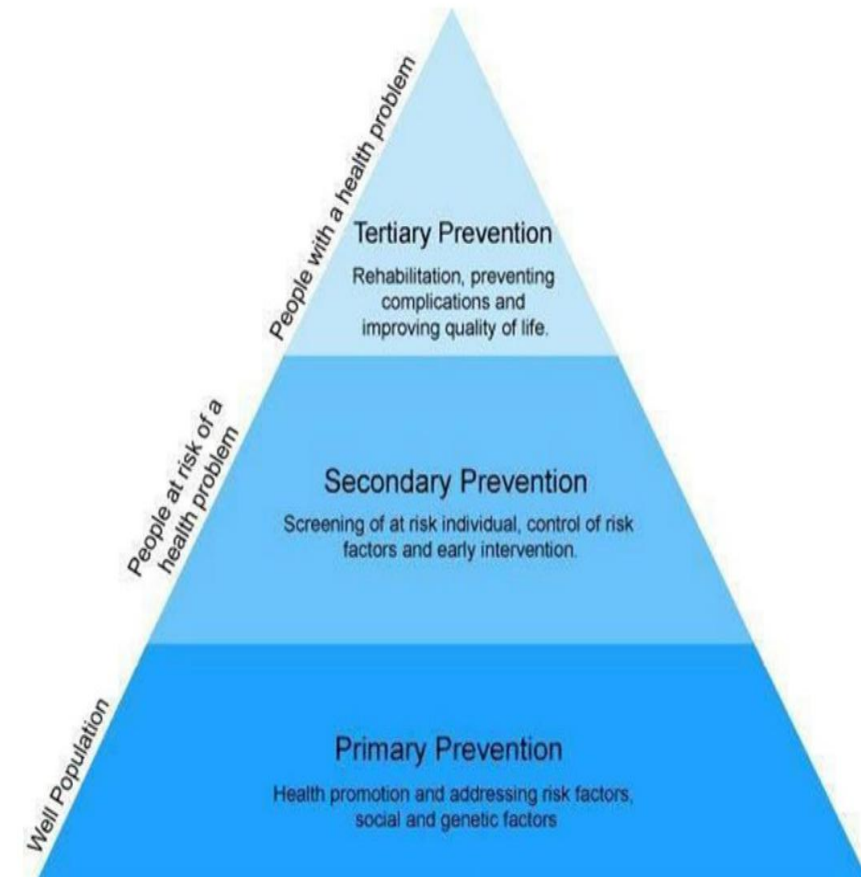 People with a health problem
Tertiary Prevention
Rehabilitation, preventing
complications and
improving quality of life.
People at risk of a
health problem
Secondary Prevention
Screening of at risk individual, control of risk
factors and early intervention.
Well Population
Primary Prevention
Health promotion and addressing risk factors,
social and genetic factors